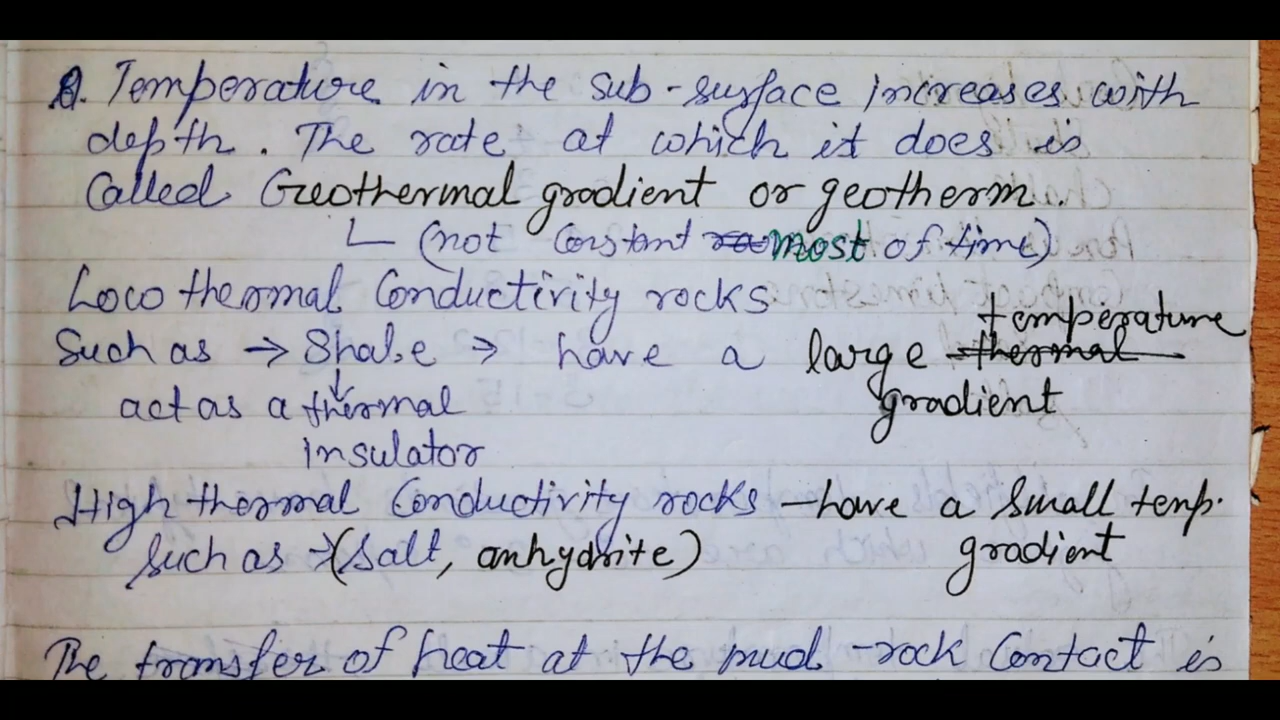 Q. Temperature in the sub-surface increases with
depth. The rate at which it does is
Called Geothermal gradient or geotherm.
(not Constant most of time)
Loco thermal Conductivity rocks
temperature
Such as → Shale → have a large thermal
act as a thermal gradient
insulator
High thermal Conductivity rocks - have a small temp.
Such as → (Salt, anhydrite) gradient
The transfer of heat at the mud-rock Contact is